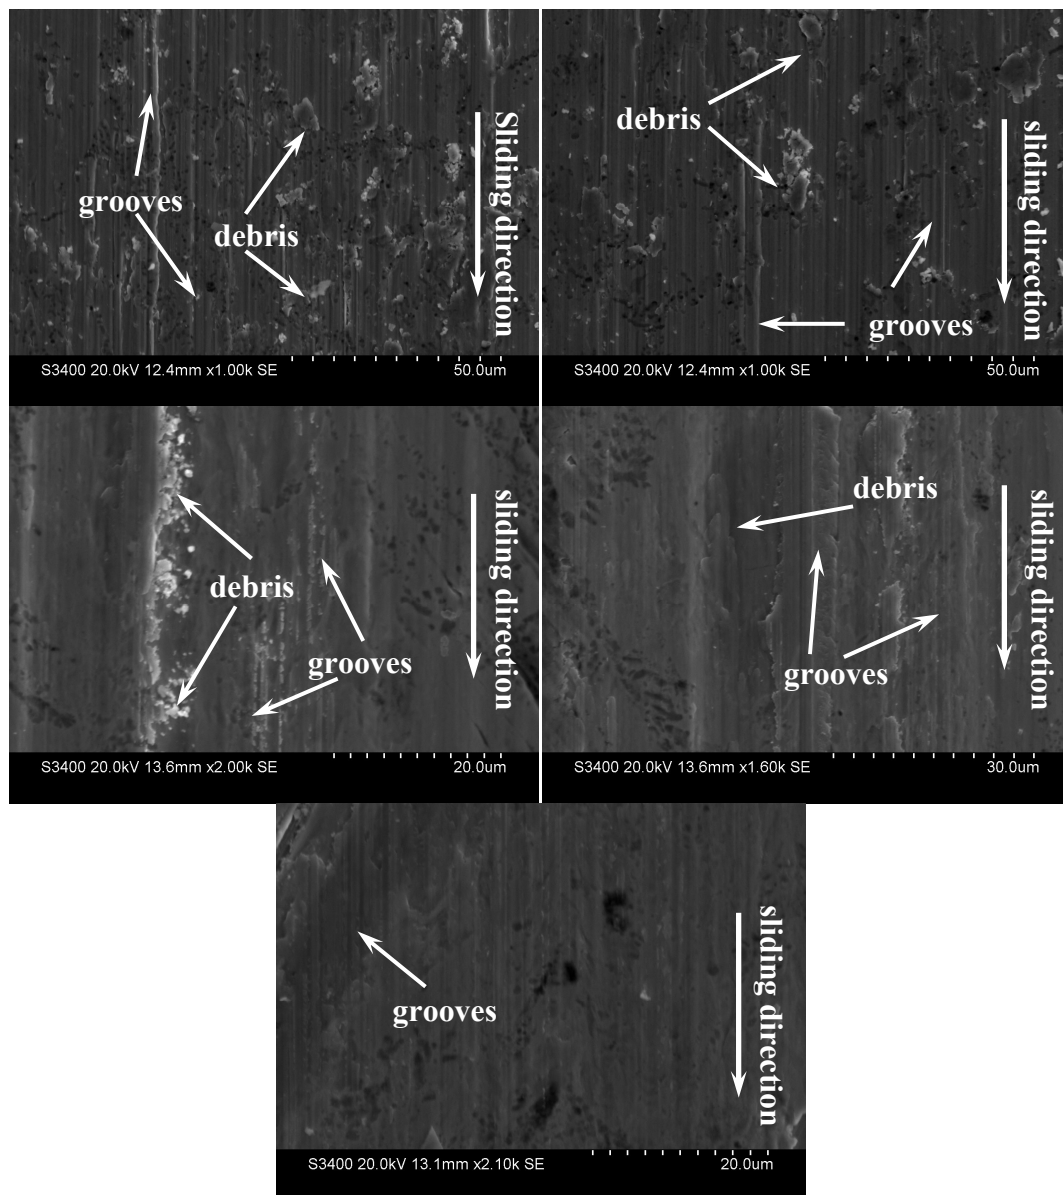 grooves
debris
Sliding direction
S3400 20.0kV 12.4mm x1.00k SE
50.0um
debris
grooves
sliding direction
S3400 20.0kV 12.4mm x1.00k SE
50.0um
debris
grooves
sliding direction
S3400 20.0kV 13.6mm x2.00k SE
20.0um
debris
grooves
sliding direction
S3400 20.0kV 13.6mm x1.60k SE
30.0um
grooves
sliding direction
S3400 20.0kV 13.1mm x2.10k SE
20.0um